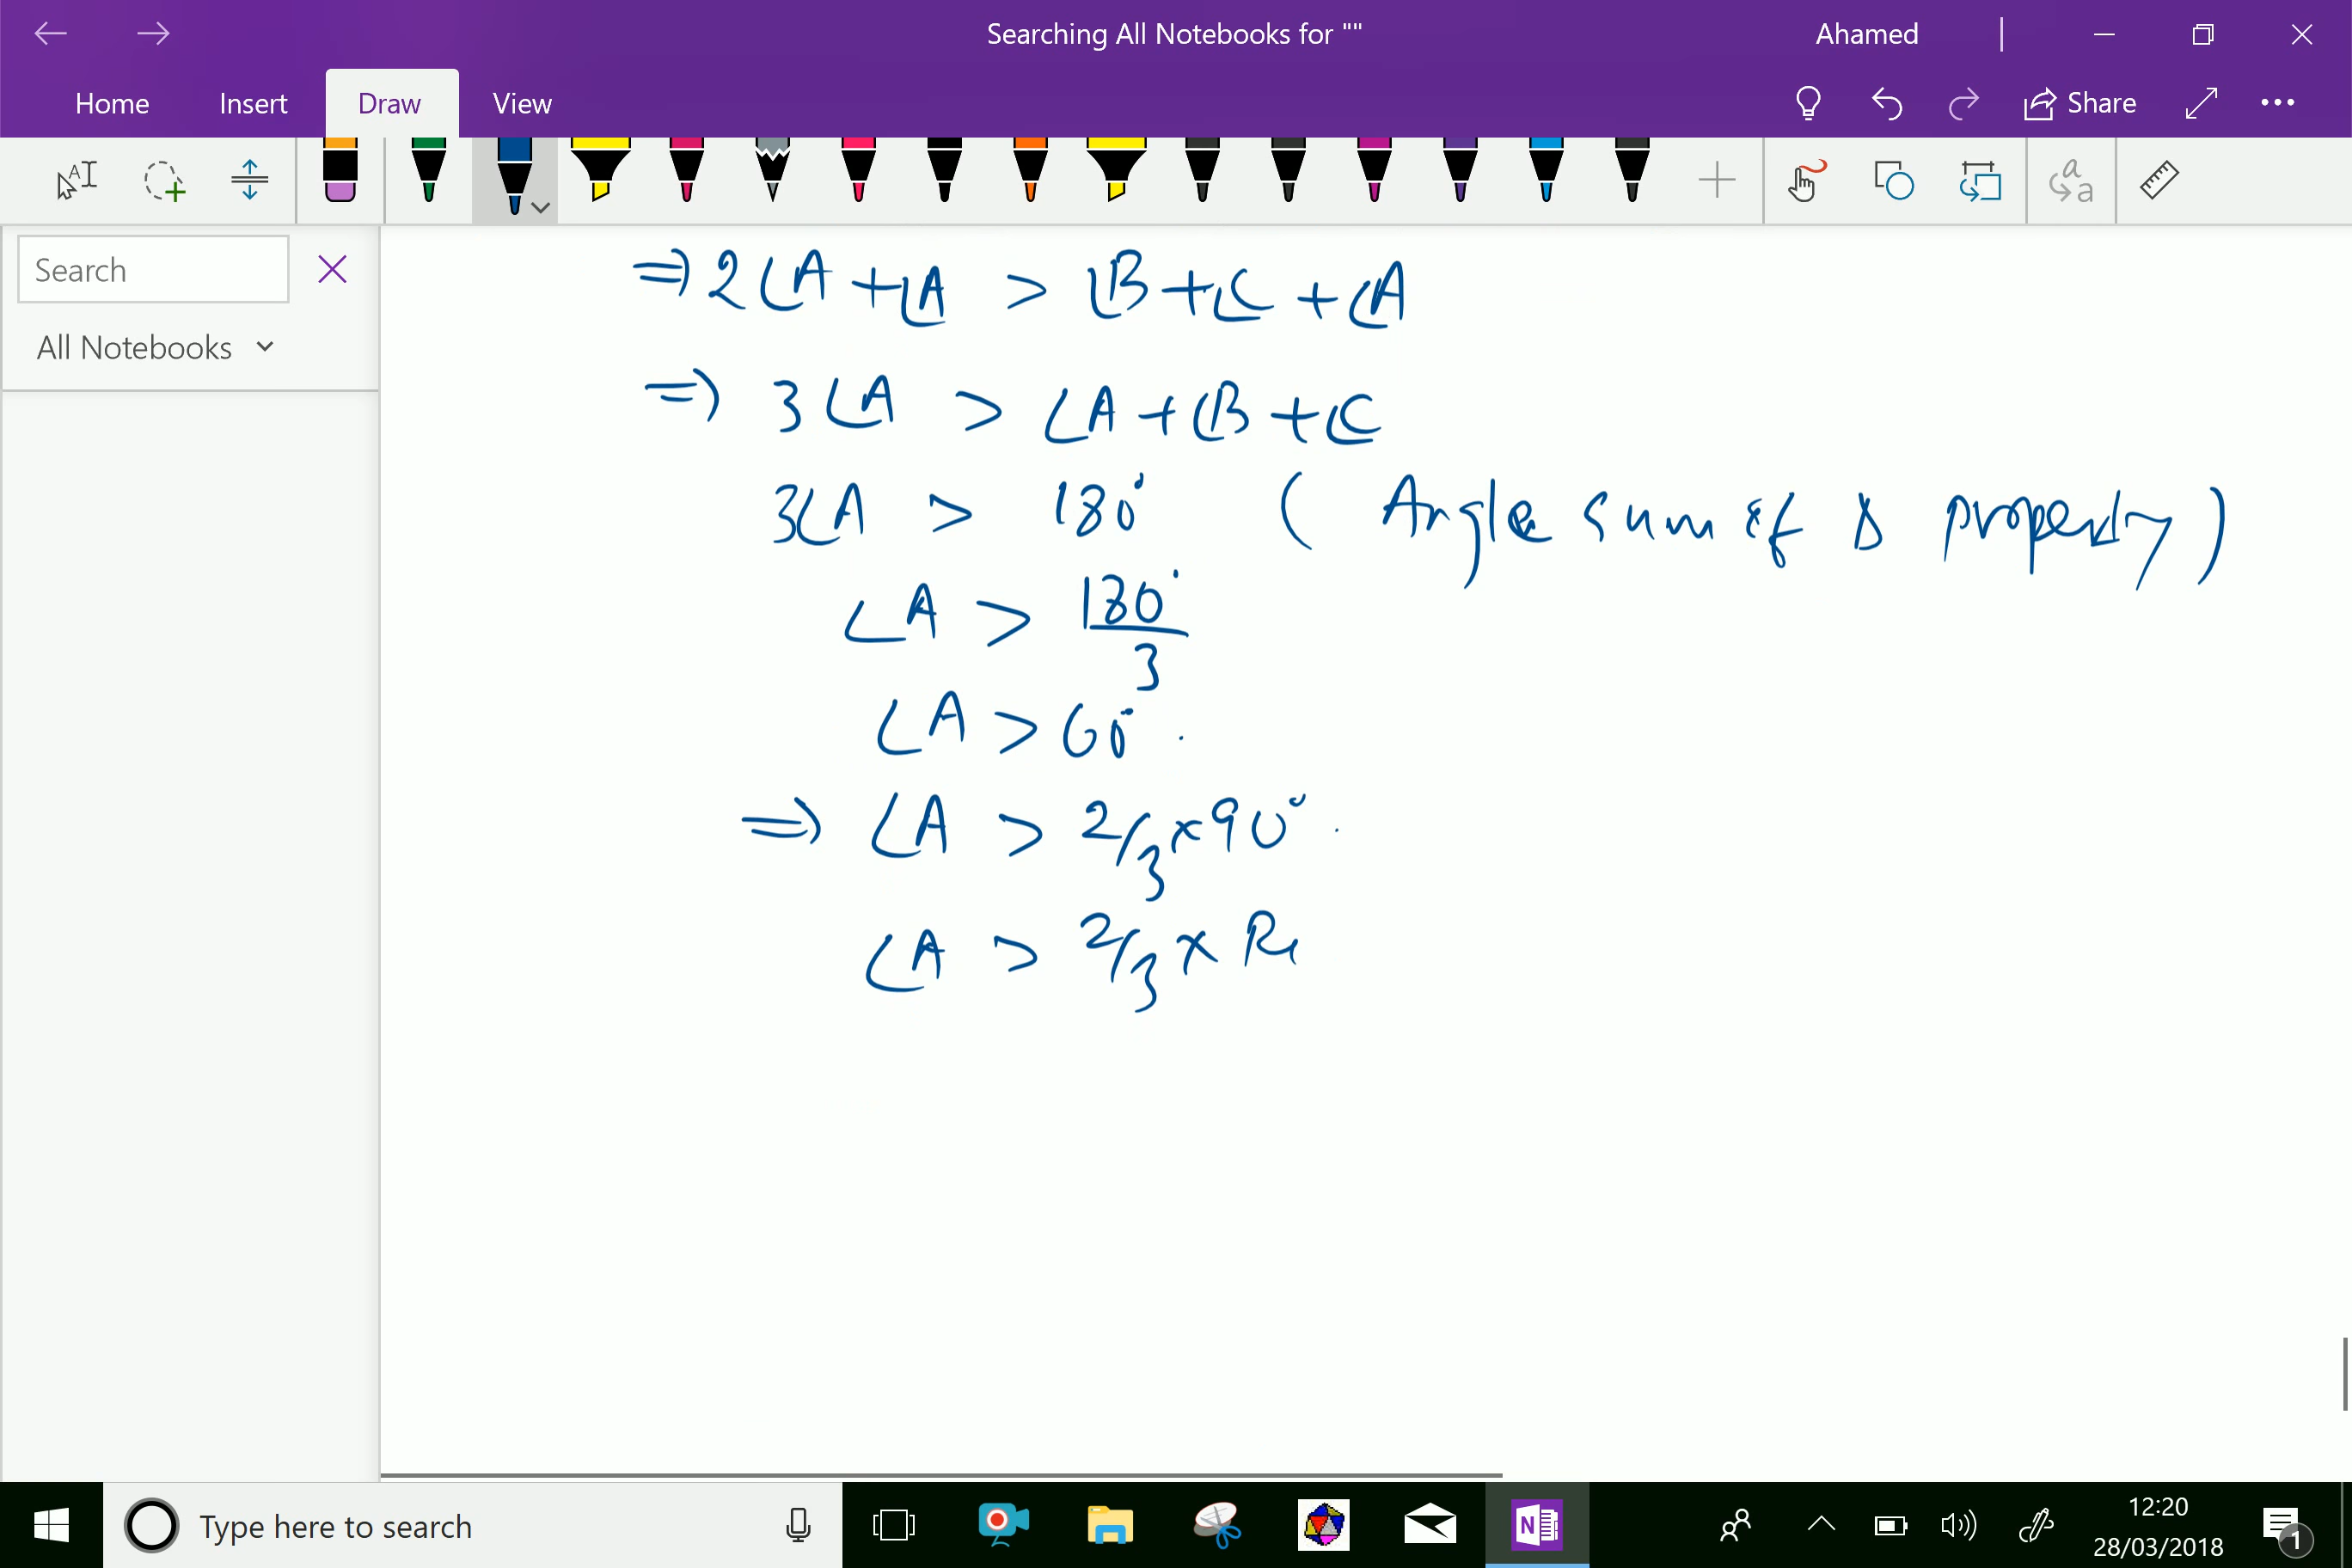 Searching All Notebooks for ""
Ahamed
Home Insert Draw View
Share
Search
All Notebooks
⇒ 2∠A + ∠A > ∠B + ∠C + ∠A
⇒ 3∠A > ∠A + ∠B + ∠C
3∠A > 180° ( Angle sum of Δ property )
∠A > 180°/3
∠A > 60° .
⇒ ∠A > 2/3 × 90° .
∠A > 2/3 ×
Type here to search
12:20
28/03/2018
1